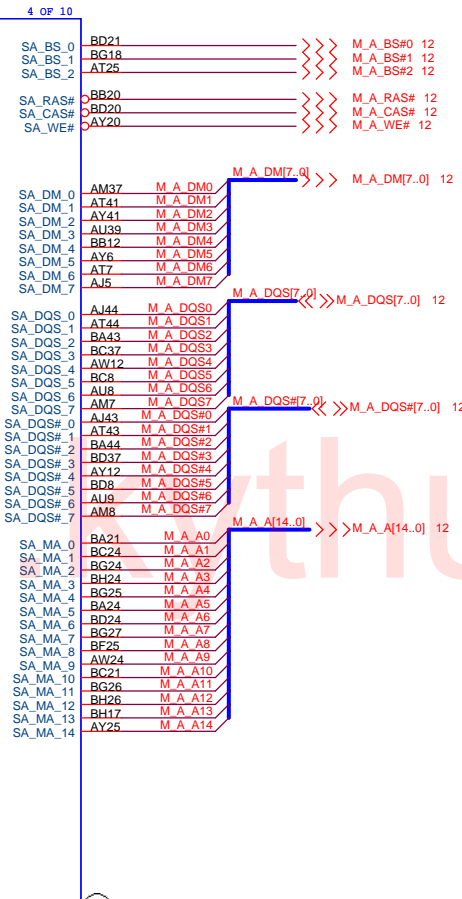 4 OF 10
SA_BS_0 BD21 M_A_BS#0 12
SA_BS_1 BG18 M_A_BS#1 12
SA_BS_2 AT25 M_A_BS#2 12
SA_RAS# BB20 M_A_RAS# 12
SA_CAS# BD20 M_A_CAS# 12
SA_WE# AY20 M_A_WE# 12
M_A_DM[7..0] M_A_DM[7..0] 12
SA_DM_0 AM37 M_A_DM0
SA_DM_1 AT41 M_A_DM1
SA_DM_2 AY41 M_A_DM2
SA_DM_3 AU39 M_A_DM3
SA_DM_4 BB12 M_A_DM4
SA_DM_5 AY6 M_A_DM5
SA_DM_6 AT7 M_A_DM6
SA_DM_7 AJ5 M_A_DM7
M_A_DQS[7..0] M_A_DQS[7..0] 12
SA_DQS_0 AJ44 M_A_DQS0
SA_DQS_1 AT44 M_A_DQS1
SA_DQS_2 BA43 M_A_DQS2
SA_DQS_3 BC37 M_A_DQS3
SA_DQS_4 AW12 M_A_DQS4
SA_DQS_5 BC8 M_A_DQS5
SA_DQS_6 AU8 M_A_DQS6
SA_DQS_7 AM7 M_A_DQS7
M_A_DQS#[7..0] M_A_DQS#[7..0] 12
SA_DQS#_0 AJ43 M_A_DQS#0
SA_DQS#_1 AT43 M_A_DQS#1
SA_DQS#_2 BA44 M_A_DQS#2
SA_DQS#_3 BD37 M_A_DQS#3
SA_DQS#_4 AY12 M_A_DQS#4
SA_DQS#_5 BD8 M_A_DQS#5
SA_DQS#_6 AU9 M_A_DQS#6
SA_DQS#_7 AM8 M_A_DQS#7
M_A_A[14..0] M_A_A[14..0] 12
SA_MA_0 BA21 M_A_A0
SA_MA_1 BC24 M_A_A1
SA_MA_2 BG24 M_A_A2
SA_MA_3 BH24 M_A_A3
SA_MA_4 BG25 M_A_A4
SA_MA_5 BA24 M_A_A5
SA_MA_6 BD24 M_A_A6
SA_MA_7 BG27 M_A_A7
SA_MA_8 BF25 M_A_A8
SA_MA_9 AW24 M_A_A9
SA_MA_10 BC21 M_A_A10
SA_MA_11 BG26 M_A_A11
SA_MA_12 BH26 M_A_A12
SA_MA_13 BH17 M_A_A13
SA_MA_14 AY25 M_A_A14
.kythu